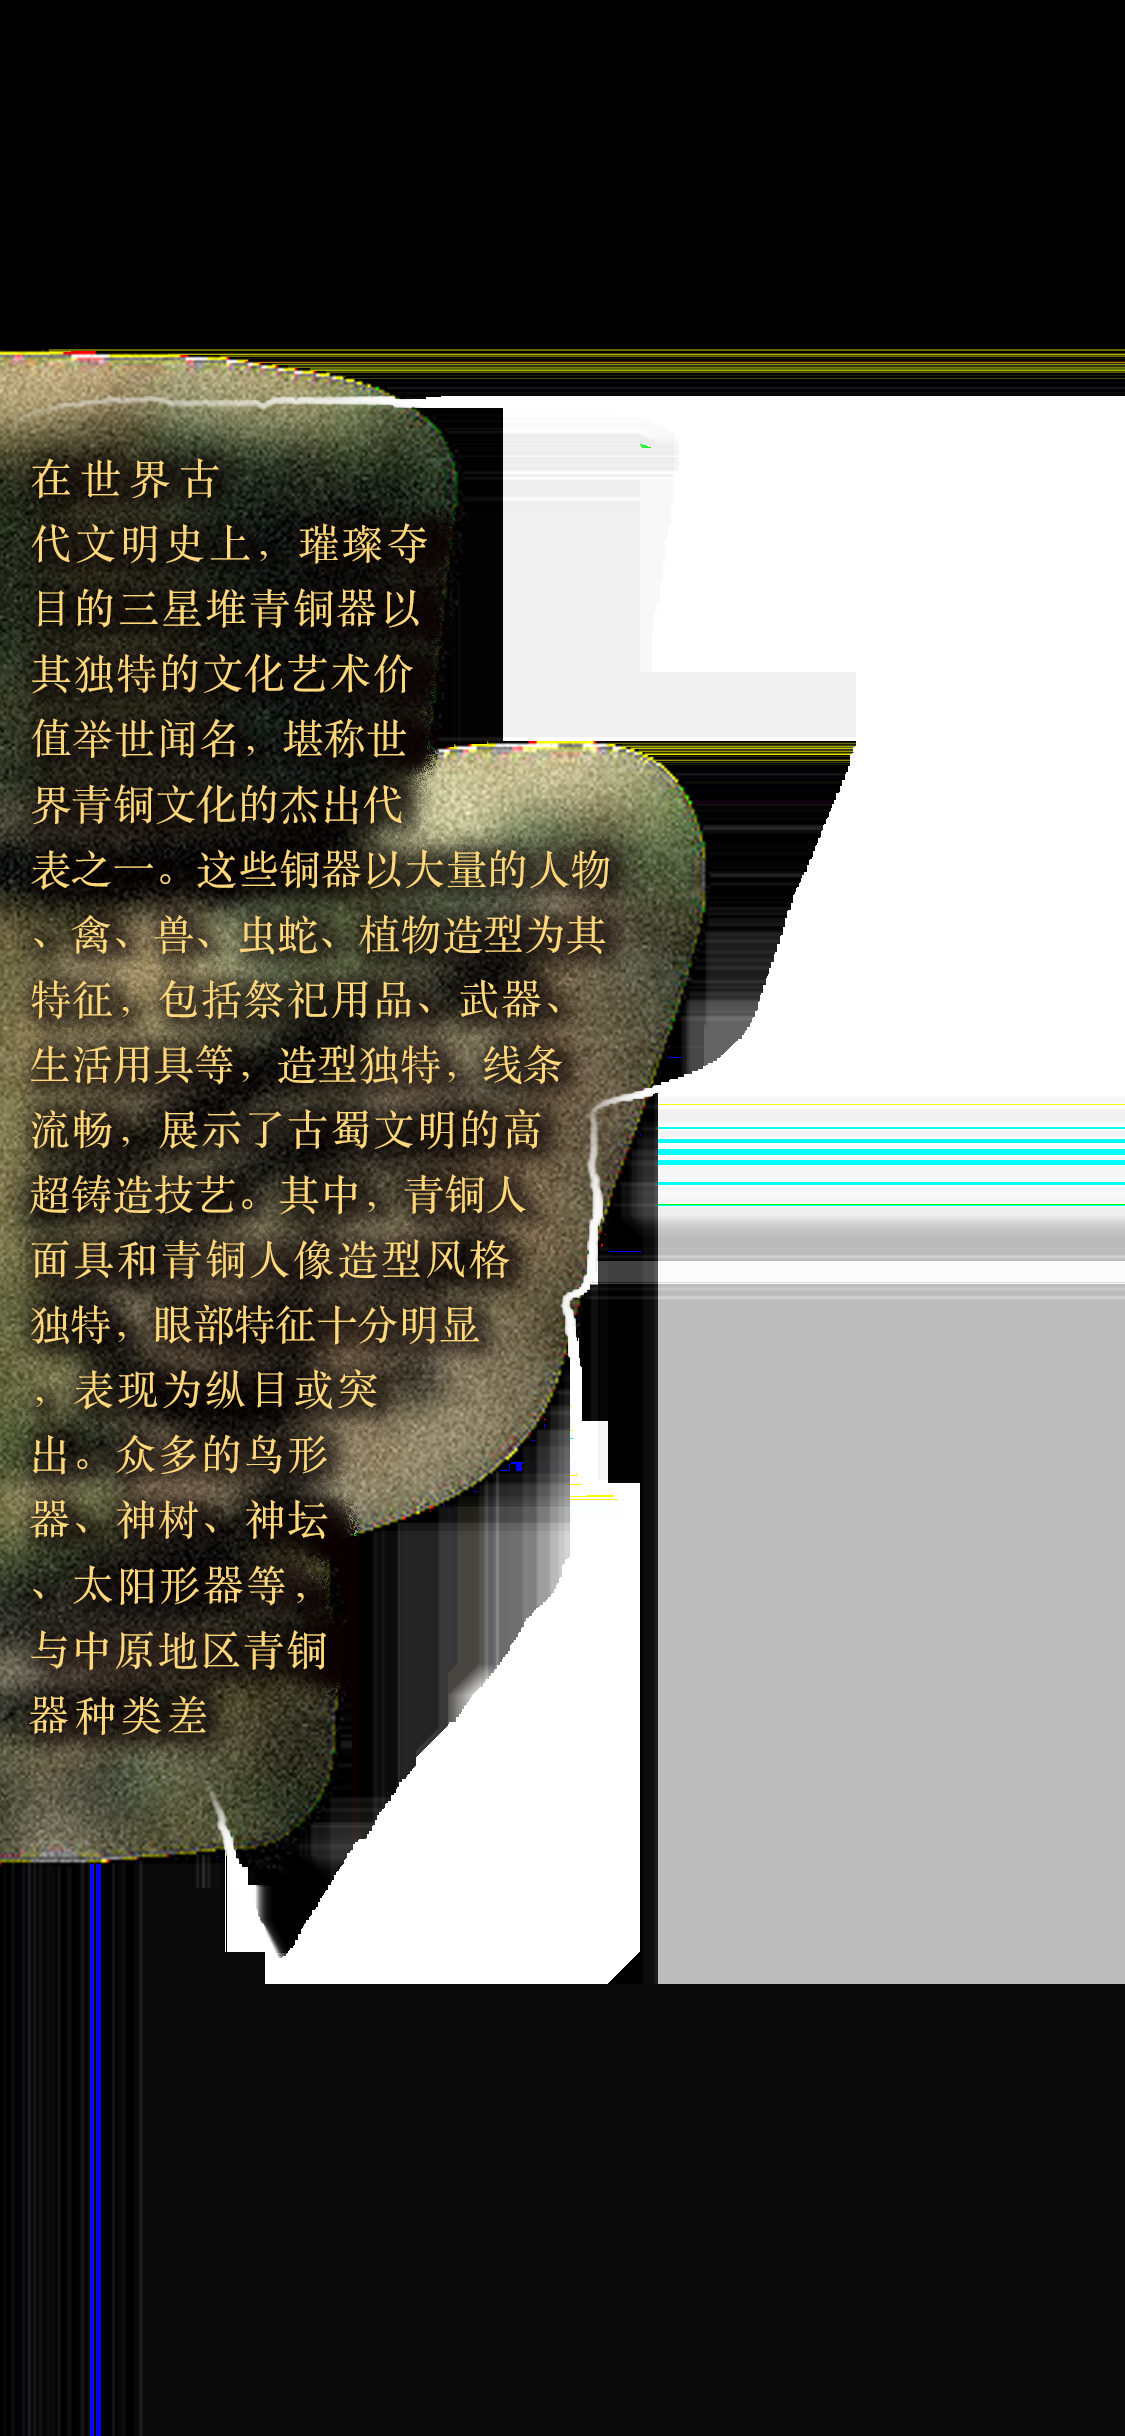 在世界古
代文明史上，璀璨夺
目的三星堆青铜器以
其独特的文化艺术价
值举世闻名，堪称世
界青铜文化的杰出代
表之一。这些铜器以大量的人物
、禽、兽、虫蛇、植物造型为其
特征，包括祭祀用品、武器、
生活用具等，造型独特，线条
流畅，展示了古蜀文明的高
超铸造技艺。其中，青铜人
面具和青铜人像造型风格
独特，眼部特征十分明显
，表现为纵目或突
出。众多的鸟形
器、神树、神坛
、太阳形器等，
与中原地区青铜
器种类差